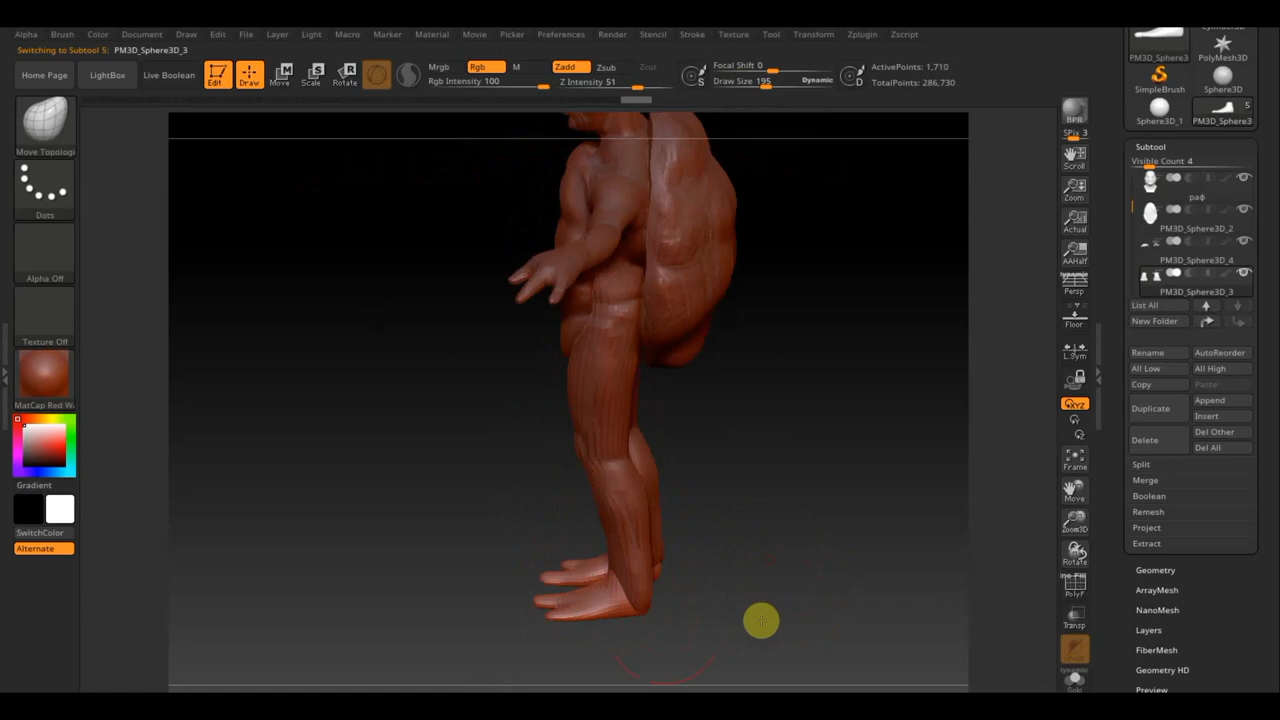 Alpha Brush Color Document Draw Edit File Layer Light Macro Marker Material Movie Picker Preferences Render Stencil Stroke Texture Tool Transform Zplugin Zscript
Switching to Subtool 5: PM3D_Sphere3D_3
Home Page LightBox Live Boolean Edit Draw Move Scale Rotate
Mrgb Rgb M Zadd Zsub Zcut
Rgb Intensity 100 Z Intensity 51
Focal Shift 0
Draw Size 195 Dynamic
S D
ActivePoints: 1,710
TotalPoints: 286,730
Move Topologi
Dots
Alpha Off
Texture Off
MatCap Red Wa
Gradient
SwitchColor
Alternate
BPR
SPix 3
Scroll
Zoom
Actual
AAHalf
Dynamic
Persp
Floor
L.Sym
XYZ
Y
Z
Frame
Move
Zoom3D
Rotate
PolyF
Transp
Dynamic
Solo
PM3D_Sphere3
PolyMesh3D
SimpleBrush Sphere3D
Sphere3D_1 PM3D_Sphere3
5
Subtool
Visible Count 4
раф
PM3D_Sphere3D_2
PM3D_Sphere3D_4
PM3D_Sphere3D_3
List All
New Folder
Rename AutoReorder
All Low All High
Copy Paste
Duplicate Append
Insert
Delete Del Other
Del All
Split
Merge
Boolean
Remesh
Project
Extract
Geometry
ArrayMesh
NanoMesh
Layers
FiberMesh
Geometry HD
Preview